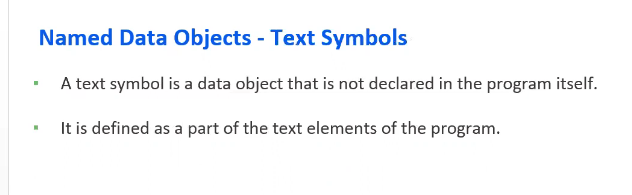 Named Data Objects - Text Symbols
▪ A text symbol is a data object that is not declared in the program itself.
▪ It is defined as a part of the text elements of the program.